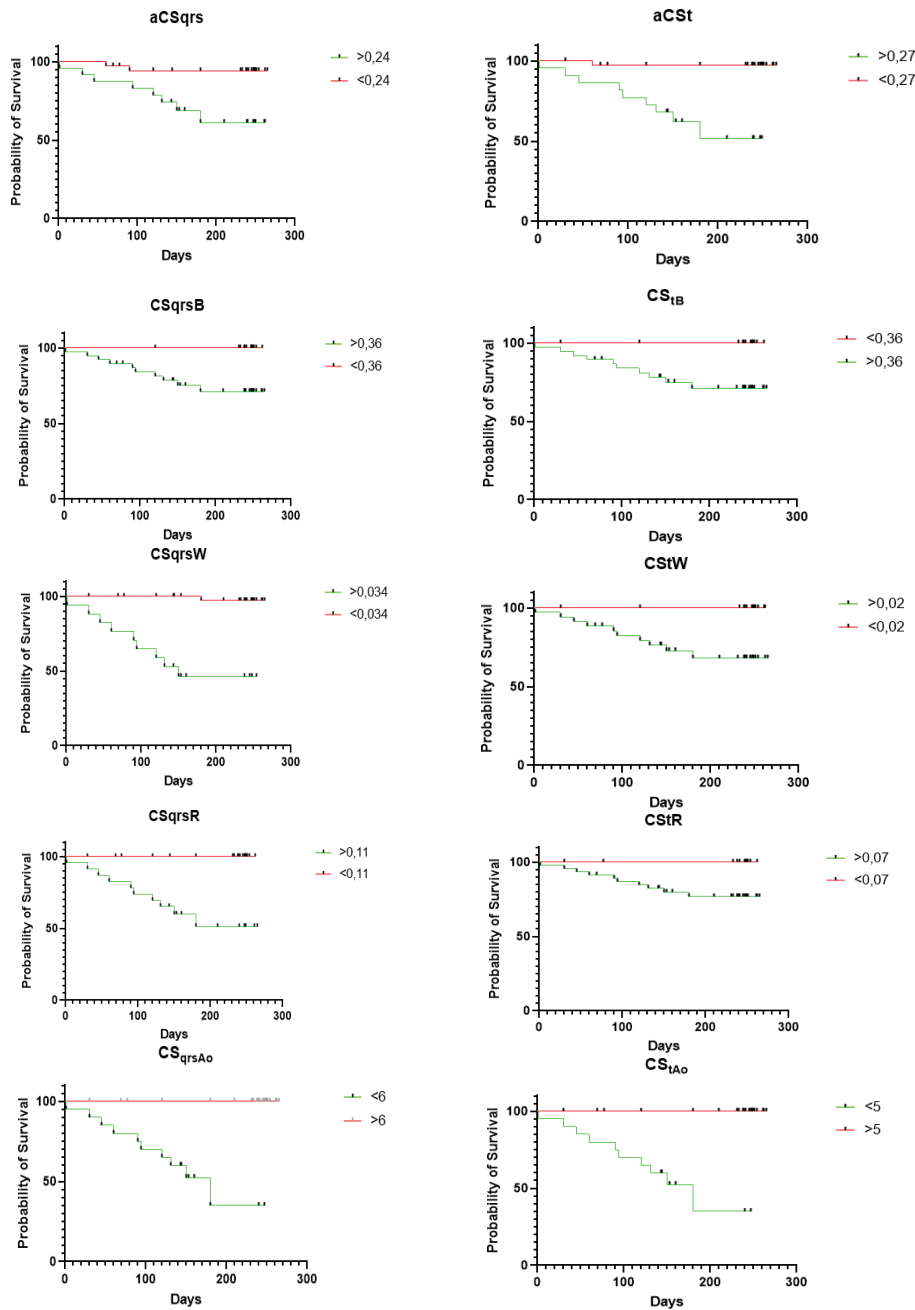 aCSqrs
Probability of Survival
100
50
0
0 100 200 300
Days
>0,24
<0,24
aCSt
Probability of Survival
100
50
0
0 100 200 300
Days
>0,27
<0,27
CSqrsB
Probability of Survival
100
50
0
0 100 200 300
Days
>0,36
<0,36
CStB
Probability of Survival
100
50
0
0 100 200 300
Days
<0,36
>0,36
CSqrsW
Probability of Survival
100
50
0
0 100 200 300
Days
>0,034
<0,034
CStW
Probability of Survival
100
50
0
0 100 200 300
Days
>0,02
<0,02
CSqrsR
Probability of Survival
100
50
0
0 100 200 300
Days
>0,11
<0,11
CStR
Probability of Survival
100
50
0
0 100 200 300
Days
>0,07
<0,07
CSqrsAo
Probability of Survival
100
50
0
0 100 200 300
Days
<6
>6
CStAo
Probability of Survival
100
50
0
0 100 200 300
Days
<5
>5